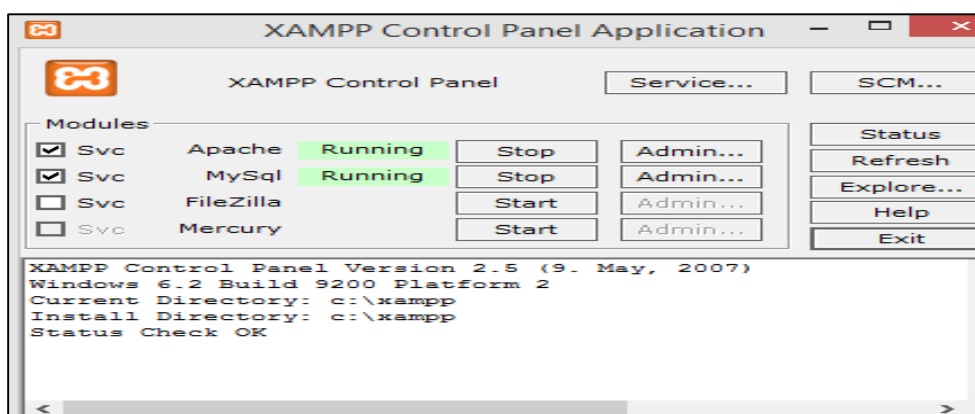 XAMPP Control Panel Application
XAMPP Control Panel Service... SCM...
Modules
Svc Apache Running Stop Admin...
Svc MySql Running Stop Admin...
Svc FileZilla Start Admin...
Svc Mercury Start Admin...
Status
Refresh
Explore...
Help
Exit
XAMPP Control Panel Version 2.5 (9. May, 2007)
Windows 6.2 Build 9200 Platform 2
Current Directory: c:\xampp
Install Directory: c:\xampp
Status Check OK